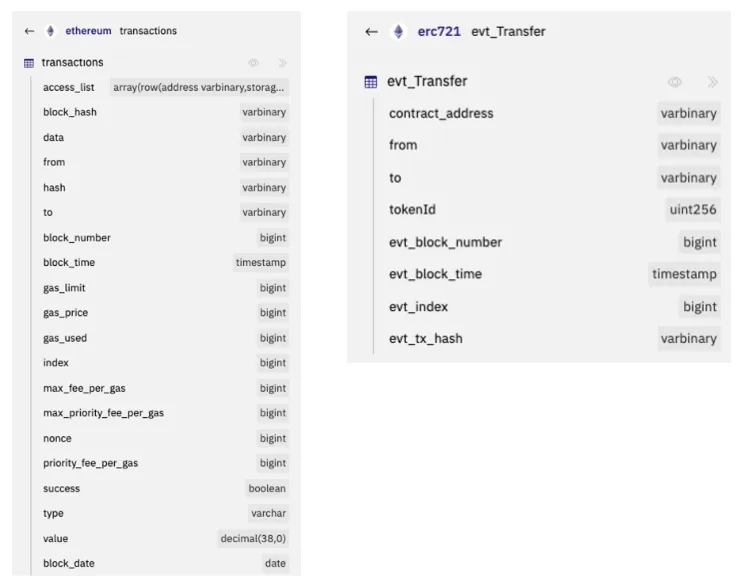 ethereum transactions
transactions
access_list array(row(address varbinary,storag...
block_hash varbinary
data varbinary
from varbinary
hash varbinary
to varbinary
block_number bigint
block_time timestamp
gas_limit bigint
gas_price bigint
gas_used bigint
index bigint
max_fee_per_gas bigint
max_priority_fee_per_gas bigint
nonce bigint
priority_fee_per_gas bigint
success boolean
type varchar
value decimal(38,0)
block_date date
erc721 evt_Transfer
evt_Transfer
contract_address varbinary
from varbinary
to varbinary
tokenId uint256
evt_block_number bigint
evt_block_time timestamp
evt_index bigint
evt_tx_hash varbinary